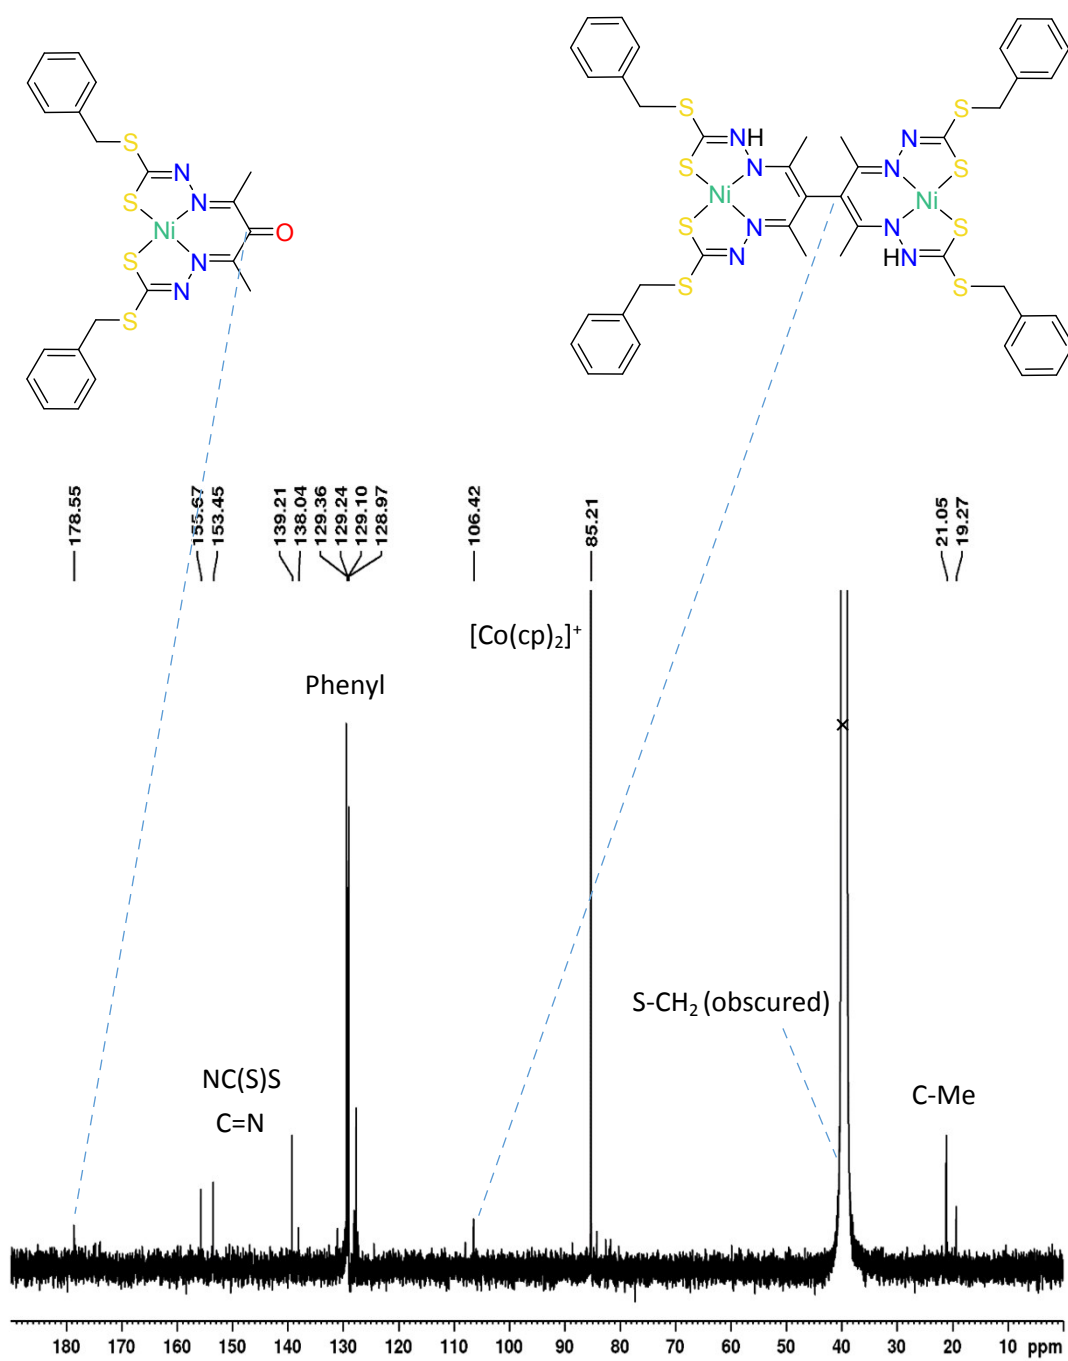 S
S
N
N
Ni
O
S
S
N
N
S
NH
N
S
Ni
S
N
N
S
S
N
N
S
Ni
S
N
HN
S
178.55
155.67
153.45
139.21
138.04
129.36
129.24
129.10
128.97
106.42
85.21
21.05
19.27
[Co(cp)₂]⁺
Phenyl
×
S-CH₂ (obscured)
NC(S)S
C=N
C-Me
180 170 160 150 140 130 120 110 100 90 80 70 60 50 40 30 20 10 ppm